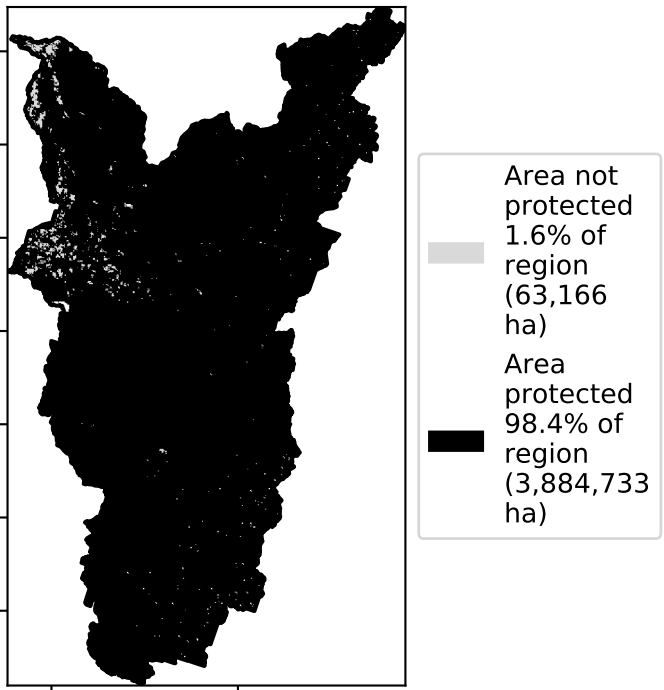 Area not
protected
1.6% of
region
(63,166
ha)
Area
protected
98.4% of
region
(3,884,733
ha)